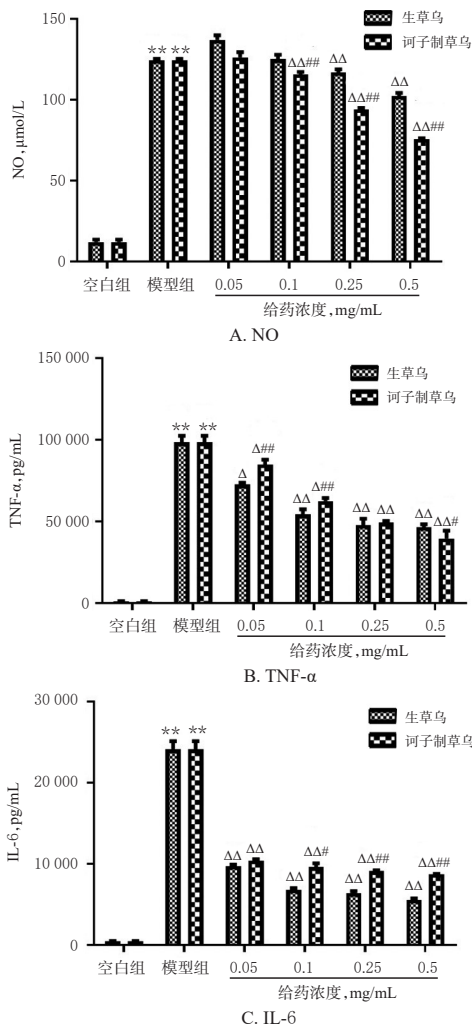 150
100
50
0
NO,μmol/L
生草乌
诃子制草乌
** **
ΔΔ##
ΔΔ
ΔΔ##
ΔΔ
ΔΔ##
空白组 模型组 0.05 0.1 0.25 0.5
给药浓度,mg/mL
A. NO
150 000
100 000
50 000
0
TNF-α,pg/mL
生草乌
诃子制草乌
** **
Δ Δ##
ΔΔ Δ##
ΔΔ ΔΔ
ΔΔ ΔΔ#
空白组 模型组 0.05 0.1 0.25 0.5
给药浓度,mg/mL
B. TNF-α
30 000
20 000
10 000
0
IL-6,pg/mL
生草乌
诃子制草乌
** **
ΔΔ ΔΔ
ΔΔ ΔΔ#
ΔΔ ΔΔ##
ΔΔ ΔΔ##
空白组 模型组 0.05 0.1 0.25 0.5
给药浓度,mg/mL
C. IL-6